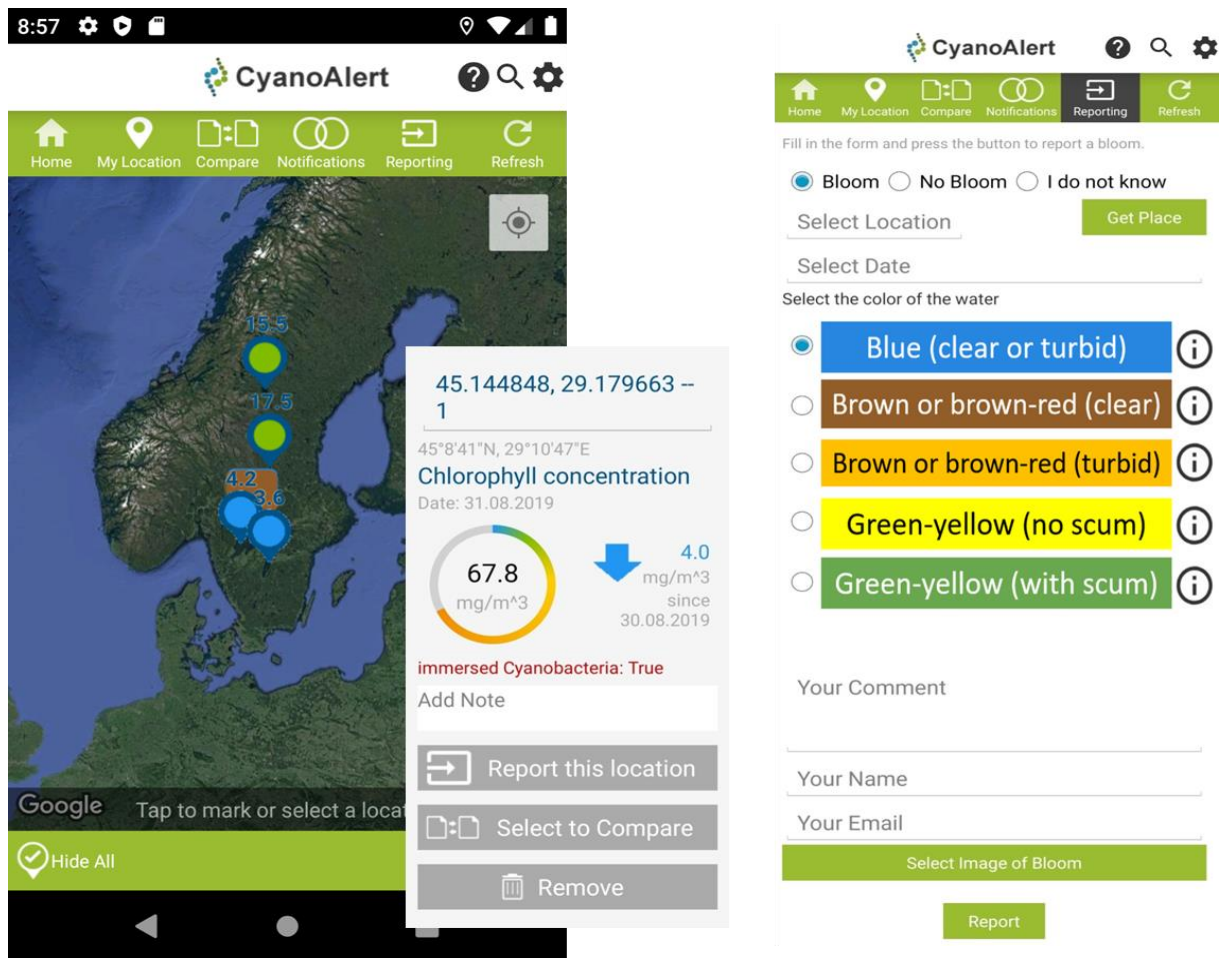 8:57
CyanoAlert
Home My Location Compare Notifications Reporting Refresh
15.5
17.5
4.2
3.6
Google Tap to mark or select a locat
Hide All
45.144848, 29.179663 --
1
45°8'41"N, 29°10'47"E
Chlorophyll concentration
Date: 31.08.2019
67.8
mg/m^3
4.0
mg/m^3
since
30.08.2019
immersed Cyanobacteria: True
Add Note
Report this location
Select to Compare
Remove
CyanoAlert
Home My Location Compare Notifications Reporting Refresh
Fill in the form and press the button to report a bloom.
Bloom No Bloom I do not know
Select Location Get Place
Select Date
Select the color of the water
Blue (clear or turbid)
Brown or brown-red (clear)
Brown or brown-red (turbid)
Green-yellow (no scum)
Green-yellow (with scum)
Your Comment
Your Name
Your Email
Select Image of Bloom
Report